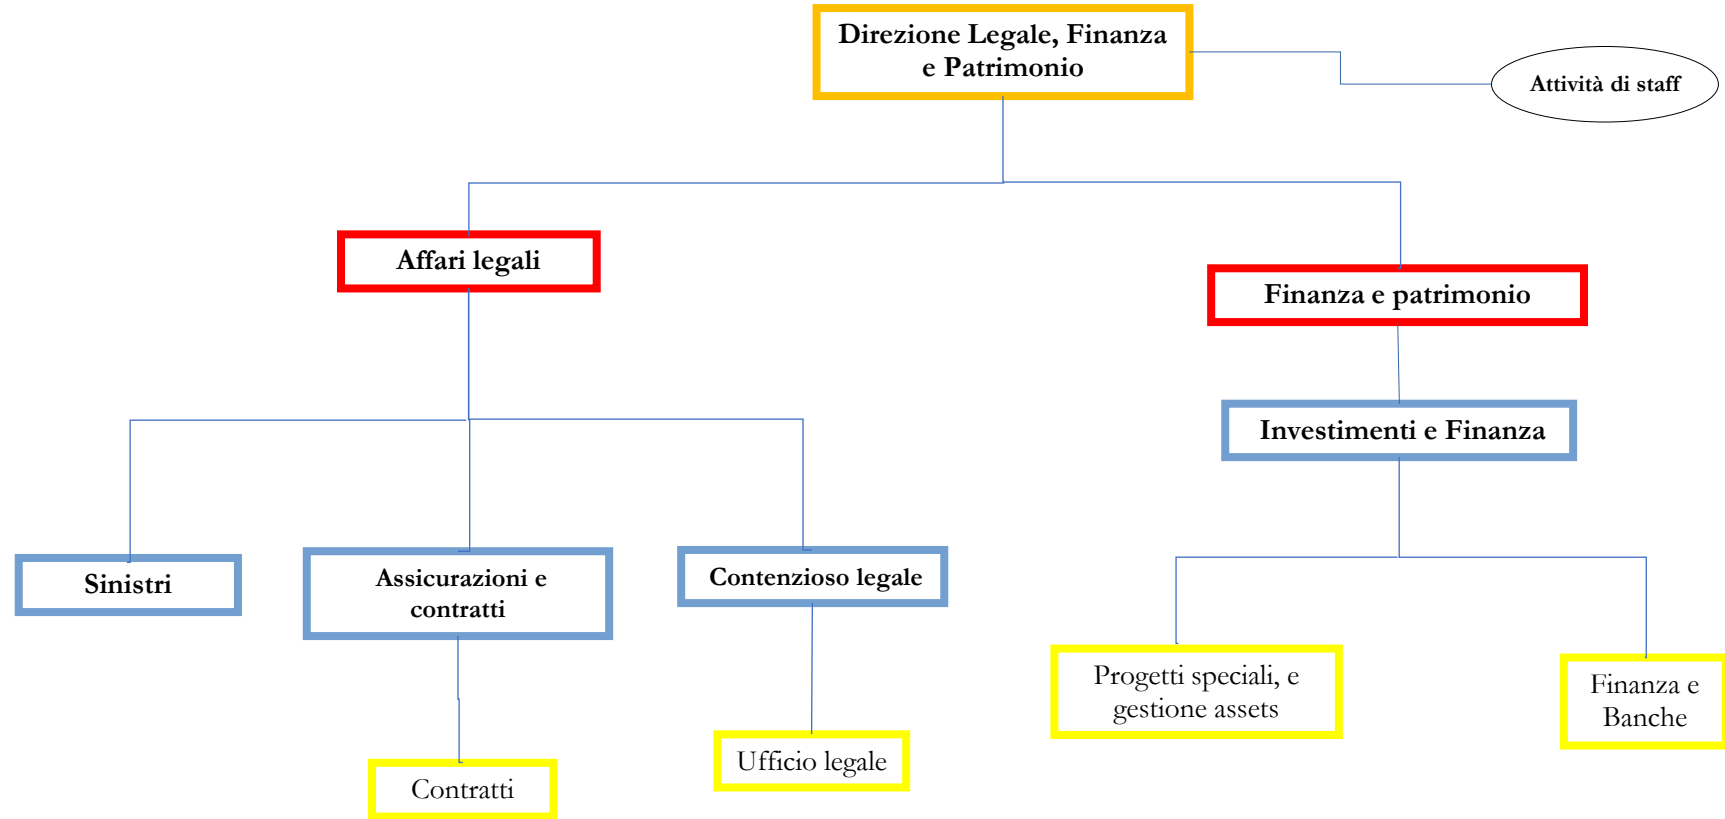 Direzione Legale, Finanza
e Patrimonio
Attività di staff
Affari legali
Finanza e patrimonio
Investimenti e Finanza
Sinistri
Assicurazioni e
contratti
Contenzioso legale
Progetti speciali, e
gestione assets
Finanza e
Banche
Contratti
Ufficio legale